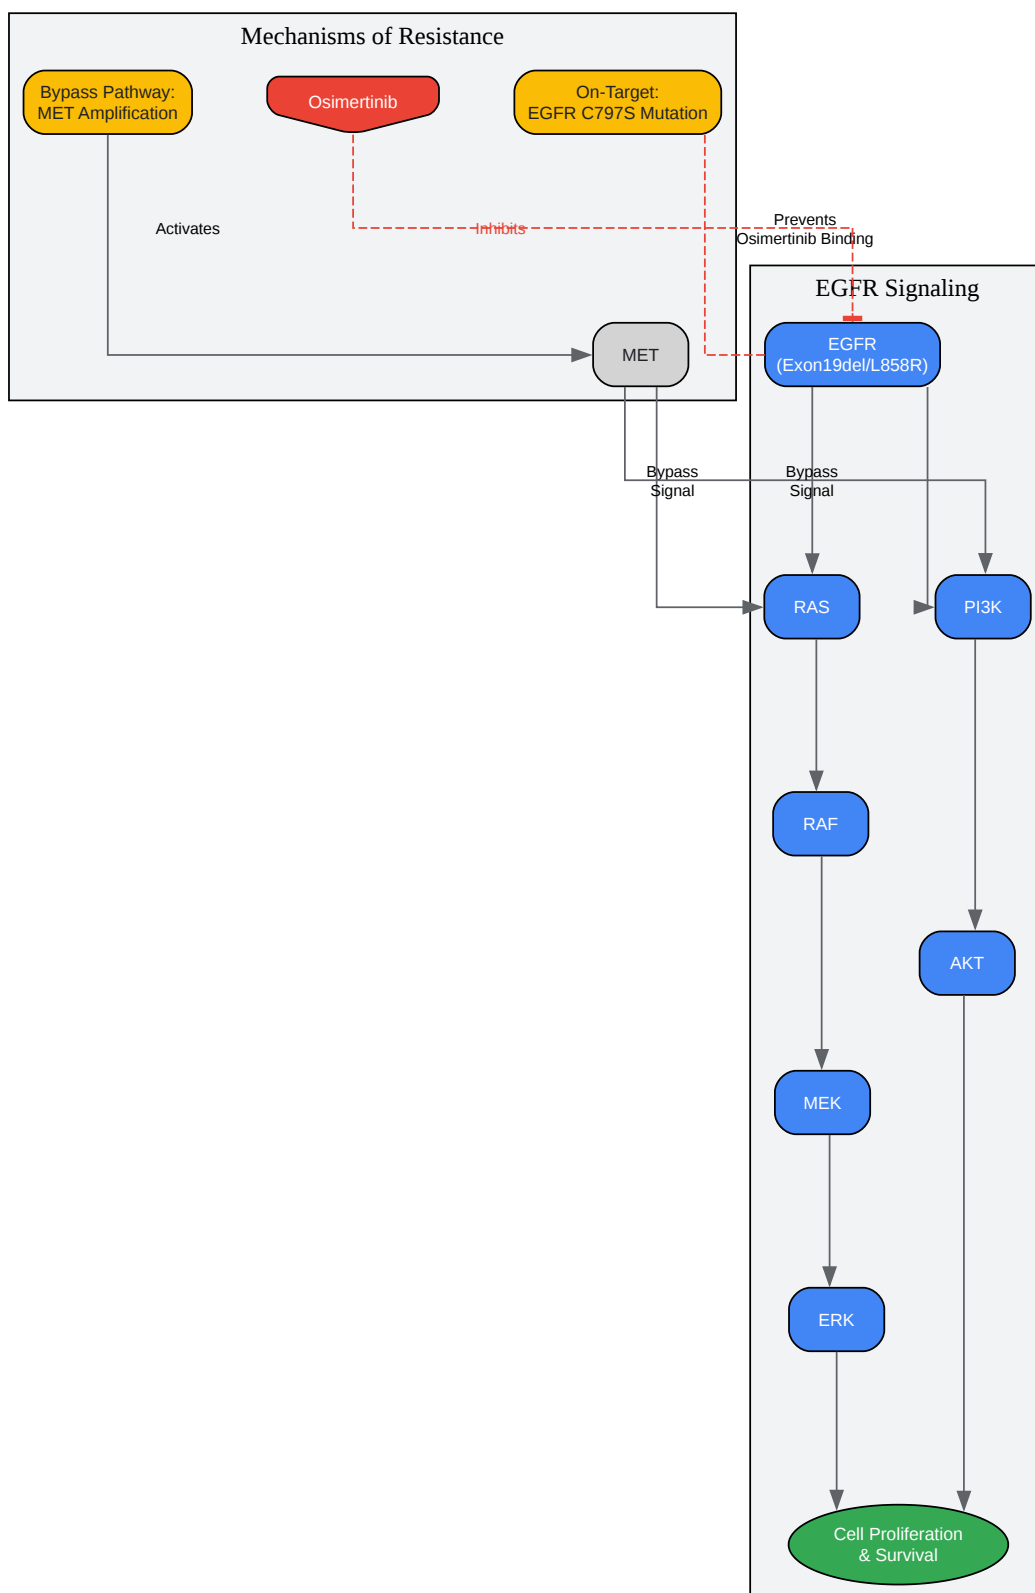 Mechanisms of Resistance
Bypass Pathway:
MET Amplification
Osimertinib
On-Target:
EGFR C797S Mutation
Activates
Inhibits
Prevents
Osimertinib Binding
EGFR Signaling
MET
EGFR
(Exon19del/L858R)
Bypass
Signal
Bypass
Signal
RAS
PI3K
RAF
AKT
MEK
ERK
Cell Proliferation
& Survival